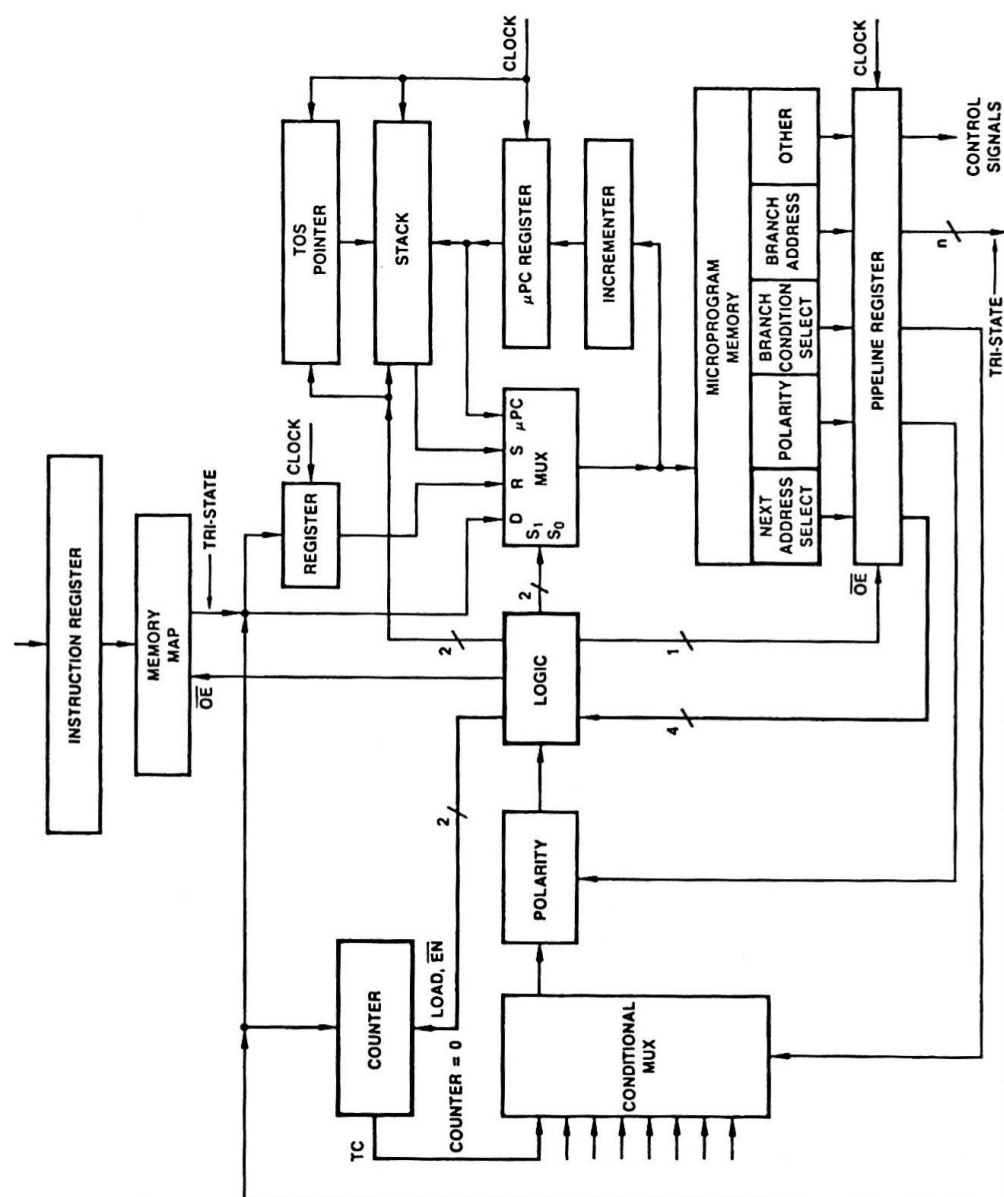 INSTRUCTION REGISTER
MEMORY
MAP
OE
TRI-STATE
REGISTER
CLOCK
TOS
POINTER
STACK
CLOCK
μPC REGISTER
INCREMENTER
COUNTER
TC
LOAD, EN
COUNTER = 0
2
2
2
LOGIC
D R S μPC
MUX
S1
S0
POLARITY
CONDITIONAL
MUX
1
4
MICROPROGRAM
MEMORY
NEXT
ADDRESS
SELECT
POLARITY
BRANCH
CONDITION
SELECT
BRANCH
ADDRESS
OTHER
OE
PIPELINE REGISTER
CLOCK
n
TRI-STATE
CONTROL
SIGNALS